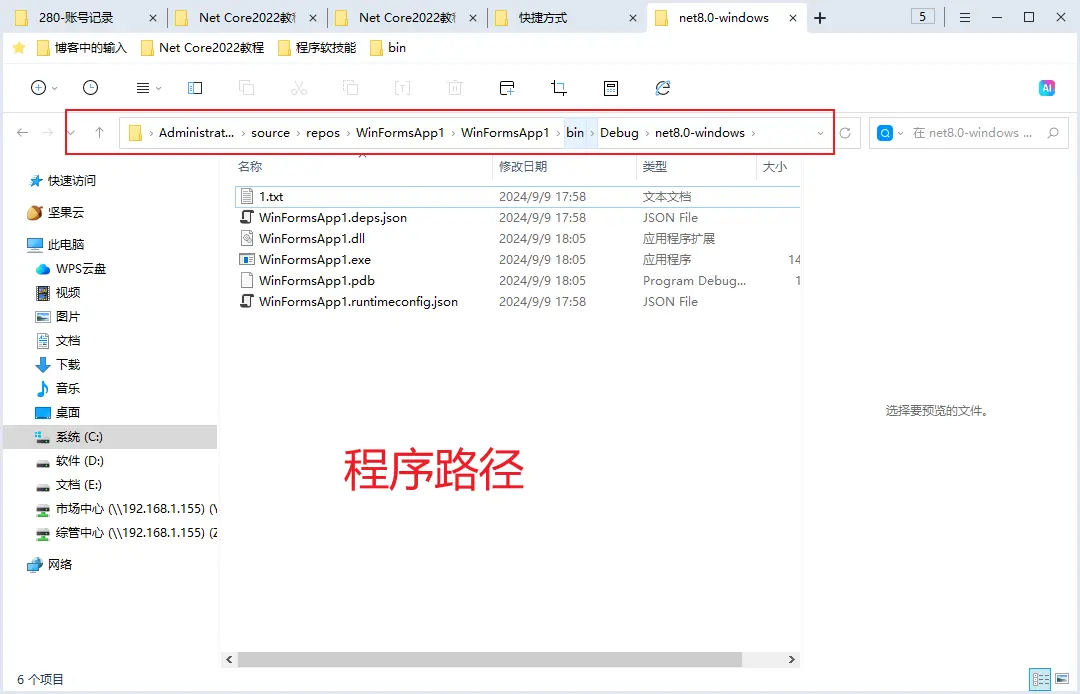 280-账号记录
Net Core2022教程
Net Core2022教程
快捷方式
net8.0-windows
5
博客中的输入
Net Core2022教程
程序软技能
bin
AI
Administrat... › source › repos › WinFormsApp1 › WinFormsApp1 › bin › Debug › net8.0-windows ›
在 net8.0-windows ...
名称 修改日期 类型 大小
快速访问
坚果云
此电脑
WPS云盘
视频
图片
文档
下载
音乐
桌面
系统 (C:)
软件 (D:)
文档 (E:)
市场中心 (\\192.168.1.155) (Y
综管中心 (\\192.168.1.155) (Z
网络
1.txt 2024/9/9 17:58 文本文档
WinFormsApp1.deps.json 2024/9/9 17:58 JSON File
WinFormsApp1.dll 2024/9/9 18:05 应用程序扩展
WinFormsApp1.exe 2024/9/9 18:05 应用程序 14
WinFormsApp1.pdb 2024/9/9 18:05 Program Debug... 1
WinFormsApp1.runtimeconfig.json 2024/9/9 17:58 JSON File
选择要预览的文件。
程序路径
6 个项目